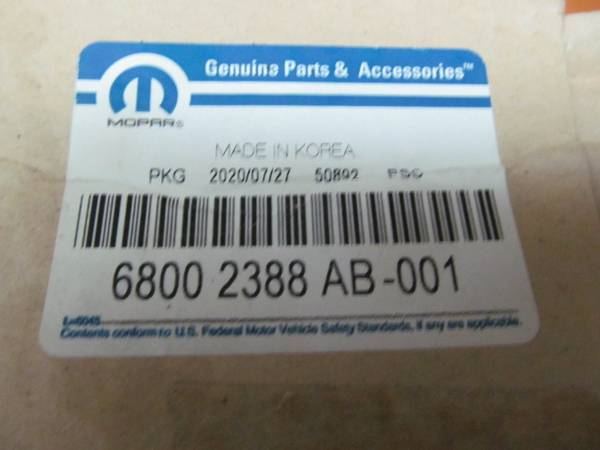 Genuine Parts & Accessories™
MOPAR®
MADE IN KOREA
PKG 2020/07/27 50892
6800 2388 AB-001
Contents conform to U.S. Federal Motor Vehicle Safety Standards, if any are applicable.